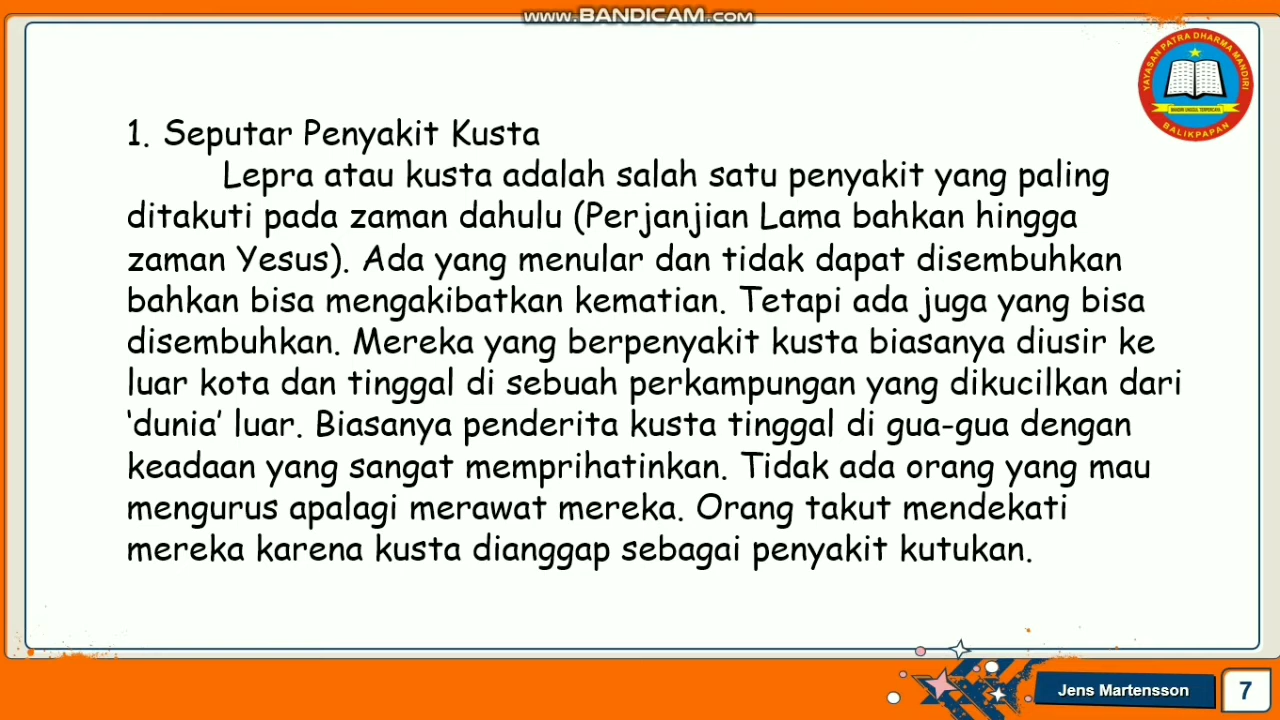 www.BANDICAM.com
YAYASAN PATRA DHARMA MANDIRI
BALIKPAPAN
1. Seputar Penyakit Kusta
Lepra atau kusta adalah salah satu penyakit yang paling
ditakuti pada zaman dahulu (Perjanjian Lama bahkan hingga
zaman Yesus). Ada yang menular dan tidak dapat disembuhkan
bahkan bisa mengakibatkan kematian. Tetapi ada juga yang bisa
disembuhkan. Mereka yang berpenyakit kusta biasanya diusir ke
luar kota dan tinggal di sebuah perkampungan yang dikucilkan dari
‘dunia’ luar. Biasanya penderita kusta tinggal di gua-gua dengan
keadaan yang sangat memprihatinkan. Tidak ada orang yang mau
mengurus apalagi merawat mereka. Orang takut mendekati
mereka karena kusta dianggap sebagai penyakit kutukan.
Jens Martensson
7